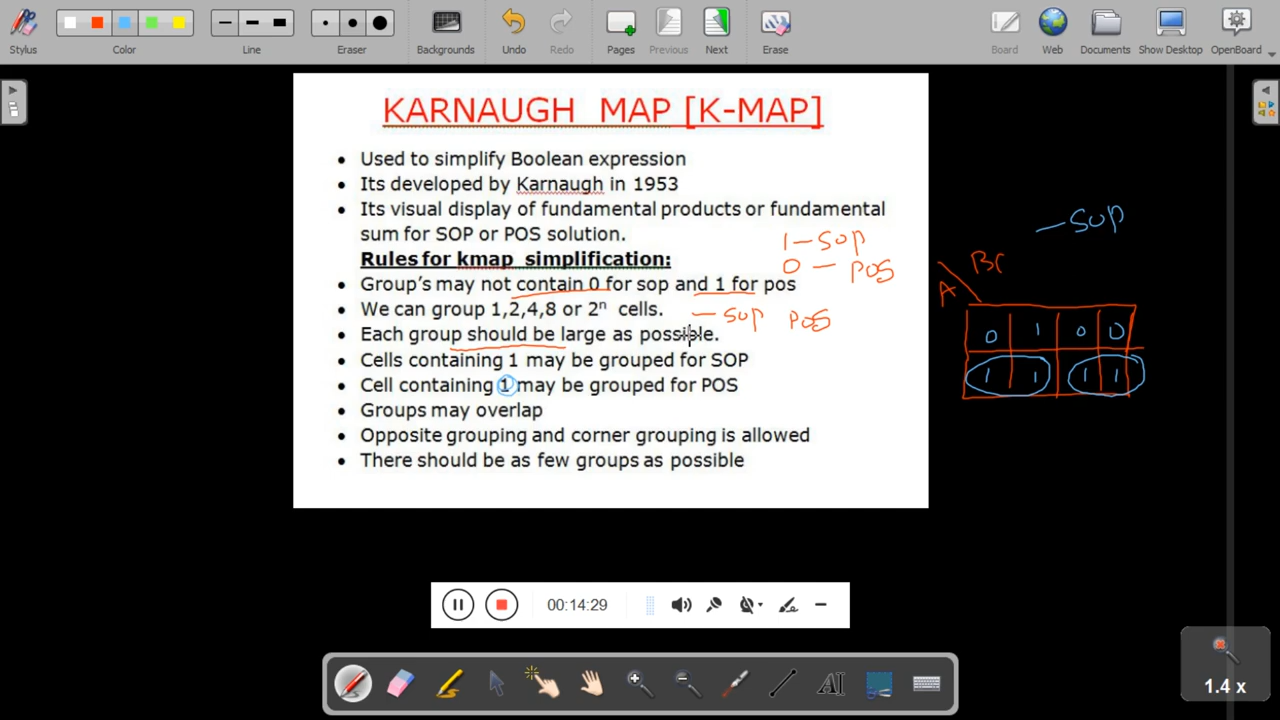 Stylus Color Line Eraser Backgrounds Undo Redo Pages Previous Next Erase Board Web Documents Show Desktop OpenBoard
KARNAUGH MAP [K-MAP]
• Used to simplify Boolean expression
• Its developed by Karnaugh in 1953
• Its visual display of fundamental products or fundamental
sum for SOP or POS solution.
Rules for kmap simplification:
• Group's may not contain 0 for sop and 1 for pos
• We can group 1,2,4,8 or 2ⁿ cells.
• Each group should be large as possible.
• Cells containing 1 may be grouped for SOP
• Cell containing 1 may be grouped for POS
• Groups may overlap
• Opposite grouping and corner grouping is allowed
• There should be as few groups as possible
1 – SOP
0 – POS
– SOP POS
– SOP
BC
A
0 1 0 0
1 1 1 1
00:14:29
1.4 x